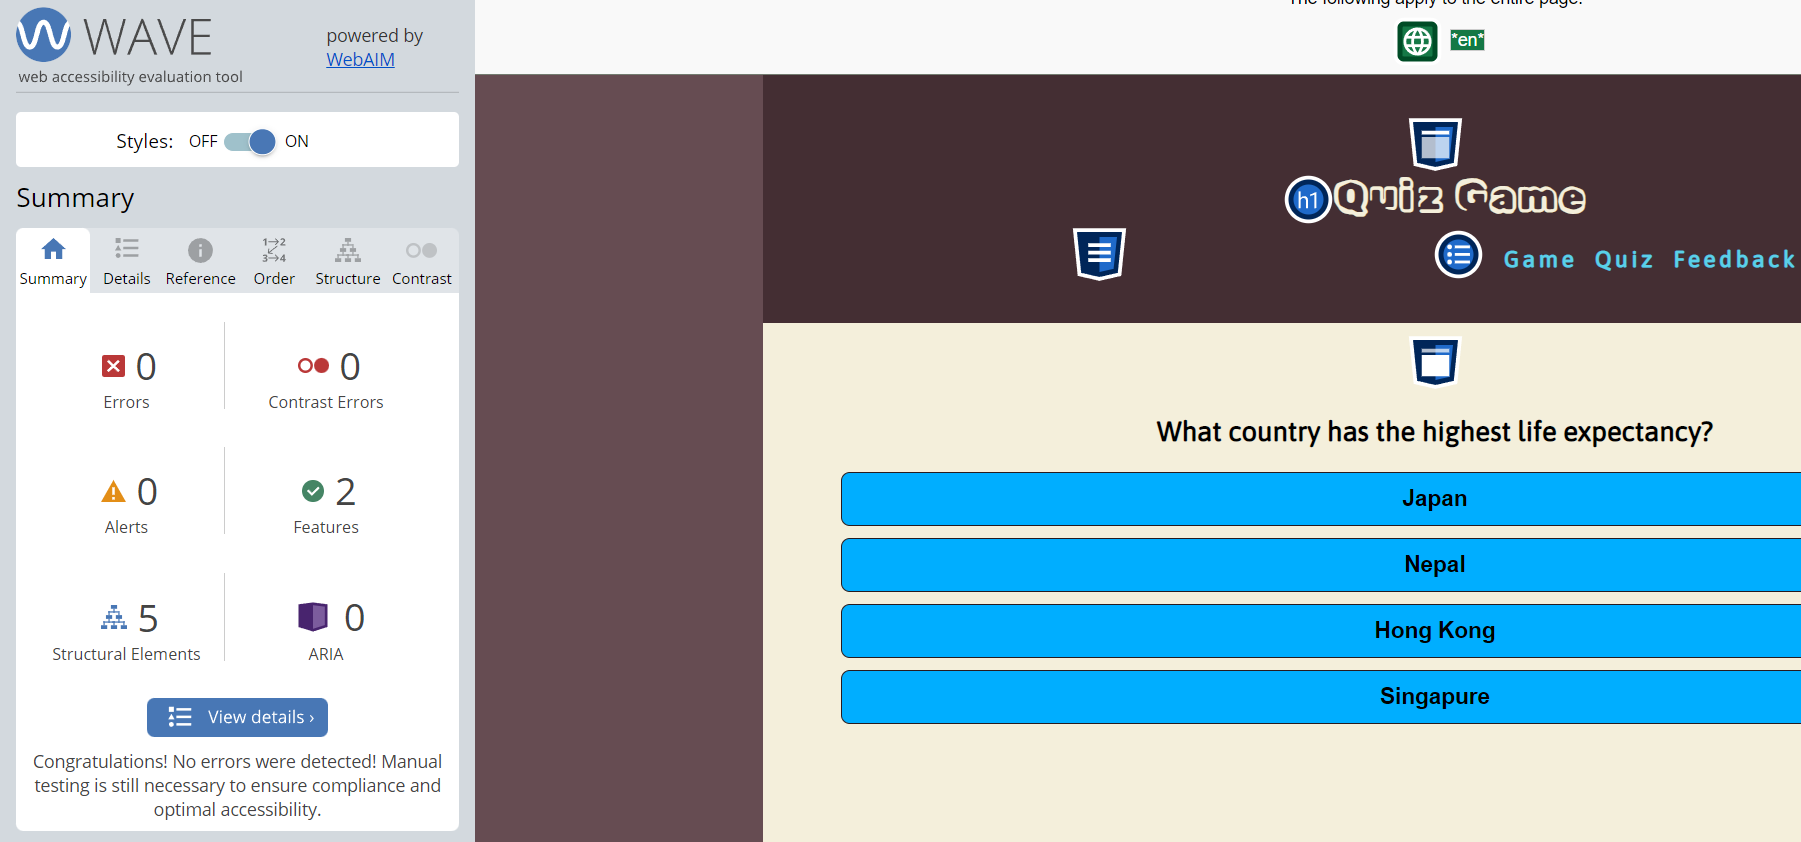 WAVE
powered by
WebAIM
web accessibility evaluation tool
Styles: OFF ON
Summary
Summary Details Reference Order Structure Contrast
0 Errors
0 Contrast Errors
0 Alerts
2 Features
5 Structural Elements
0 ARIA
View details ›
Congratulations! No errors were detected! Manual
testing is still necessary to ensure compliance and
optimal accessibility.
The following apply to the entire page:
*en*
h1 Quiz Game
Game Quiz Feedback
What country has the highest life expectancy?
Japan
Nepal
Hong Kong
Singapure